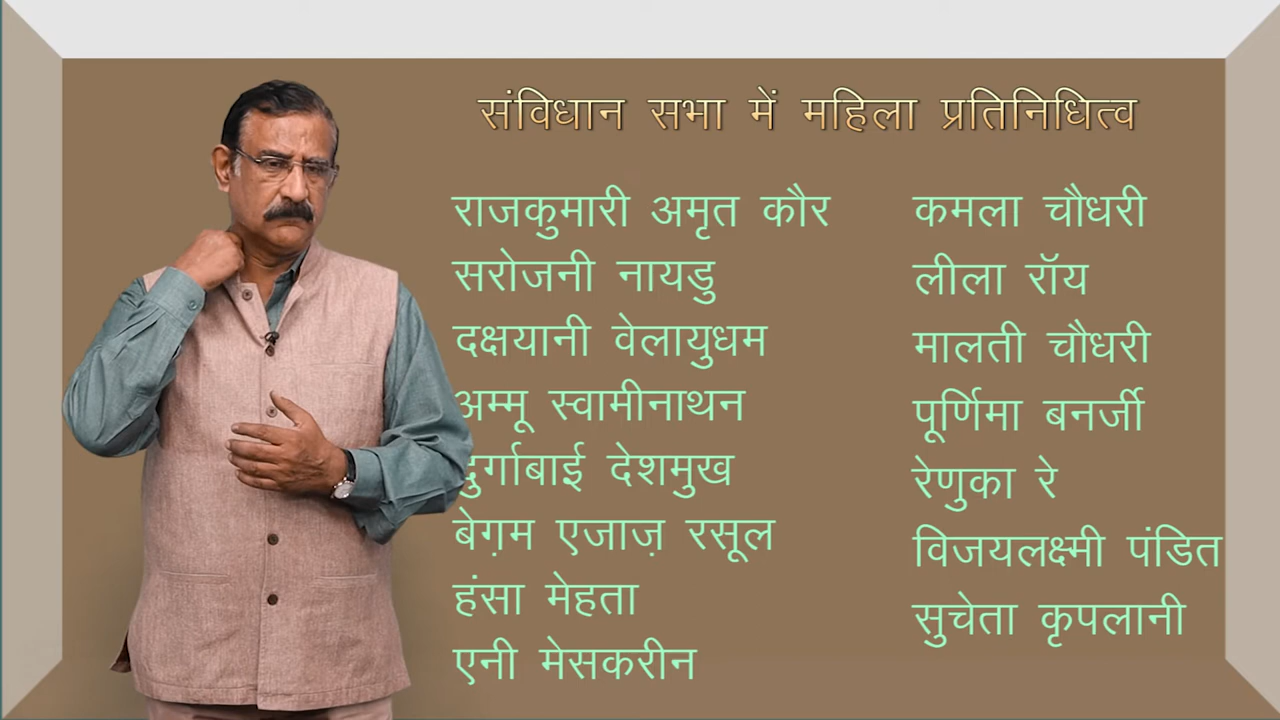 संविधान सभा में महिला प्रतिनिधित्व
राजकुमारी अमृत कौर
सरोजनी नायडु
दक्षयानी वेलायुधम
अम्मू स्वामीनाथन
दुर्गाबाई देशमुख
बेग़म एजाज़ रसूल
हंसा मेहता
एनी मेसकरीन
कमला चौधरी
लीला रॉय
मालती चौधरी
पूर्णिमा बनर्जी
रेणुका रे
विजयलक्ष्मी पंडित
सुचेता कृपलानी